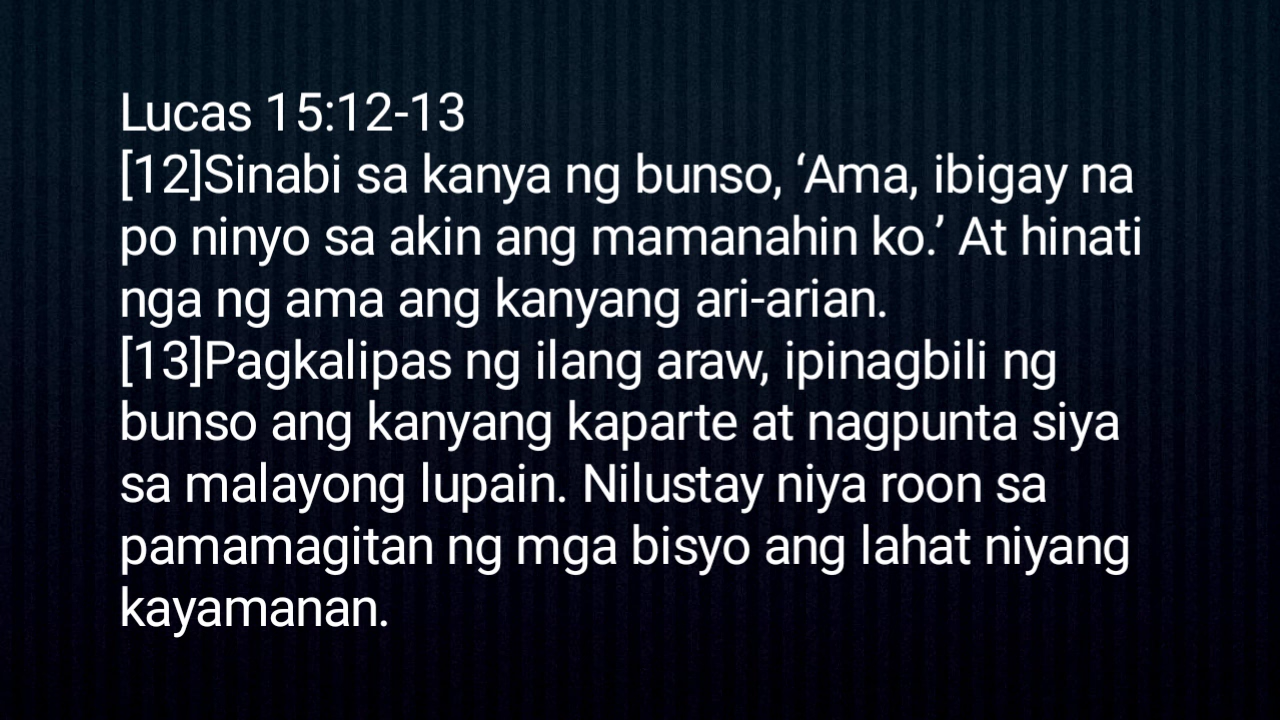 Lucas 15:12-13
[12]Sinabi sa kanya ng bunso, ‘Ama, ibigay na
po ninyo sa akin ang mamanahin ko.’ At hinati
nga ng ama ang kanyang ari-arian.
[13]Pagkalipas ng ilang araw, ipinagbili ng
bunso ang kanyang kaparte at nagpunta siya
sa malayong lupain. Nilustay niya roon sa
pamamagitan ng mga bisyo ang lahat niyang
kayamanan.